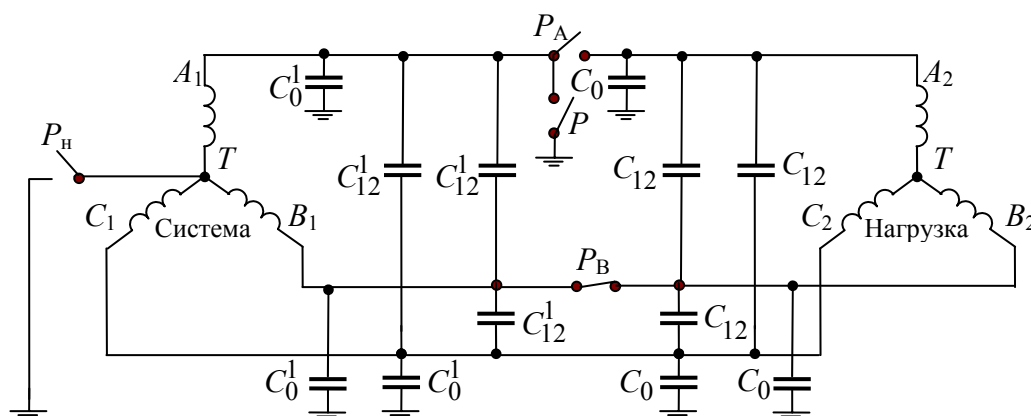 P_A
A_1
C_0^1
C_0
A_2
P
P_н
C_12^1
C_12^1
C_12
C_12
T
T
C_1
Система
B_1
C_2
Нагрузка
B_2
P_B
C_12^1
C_12
C_0^1
C_0^1
C_0
C_0